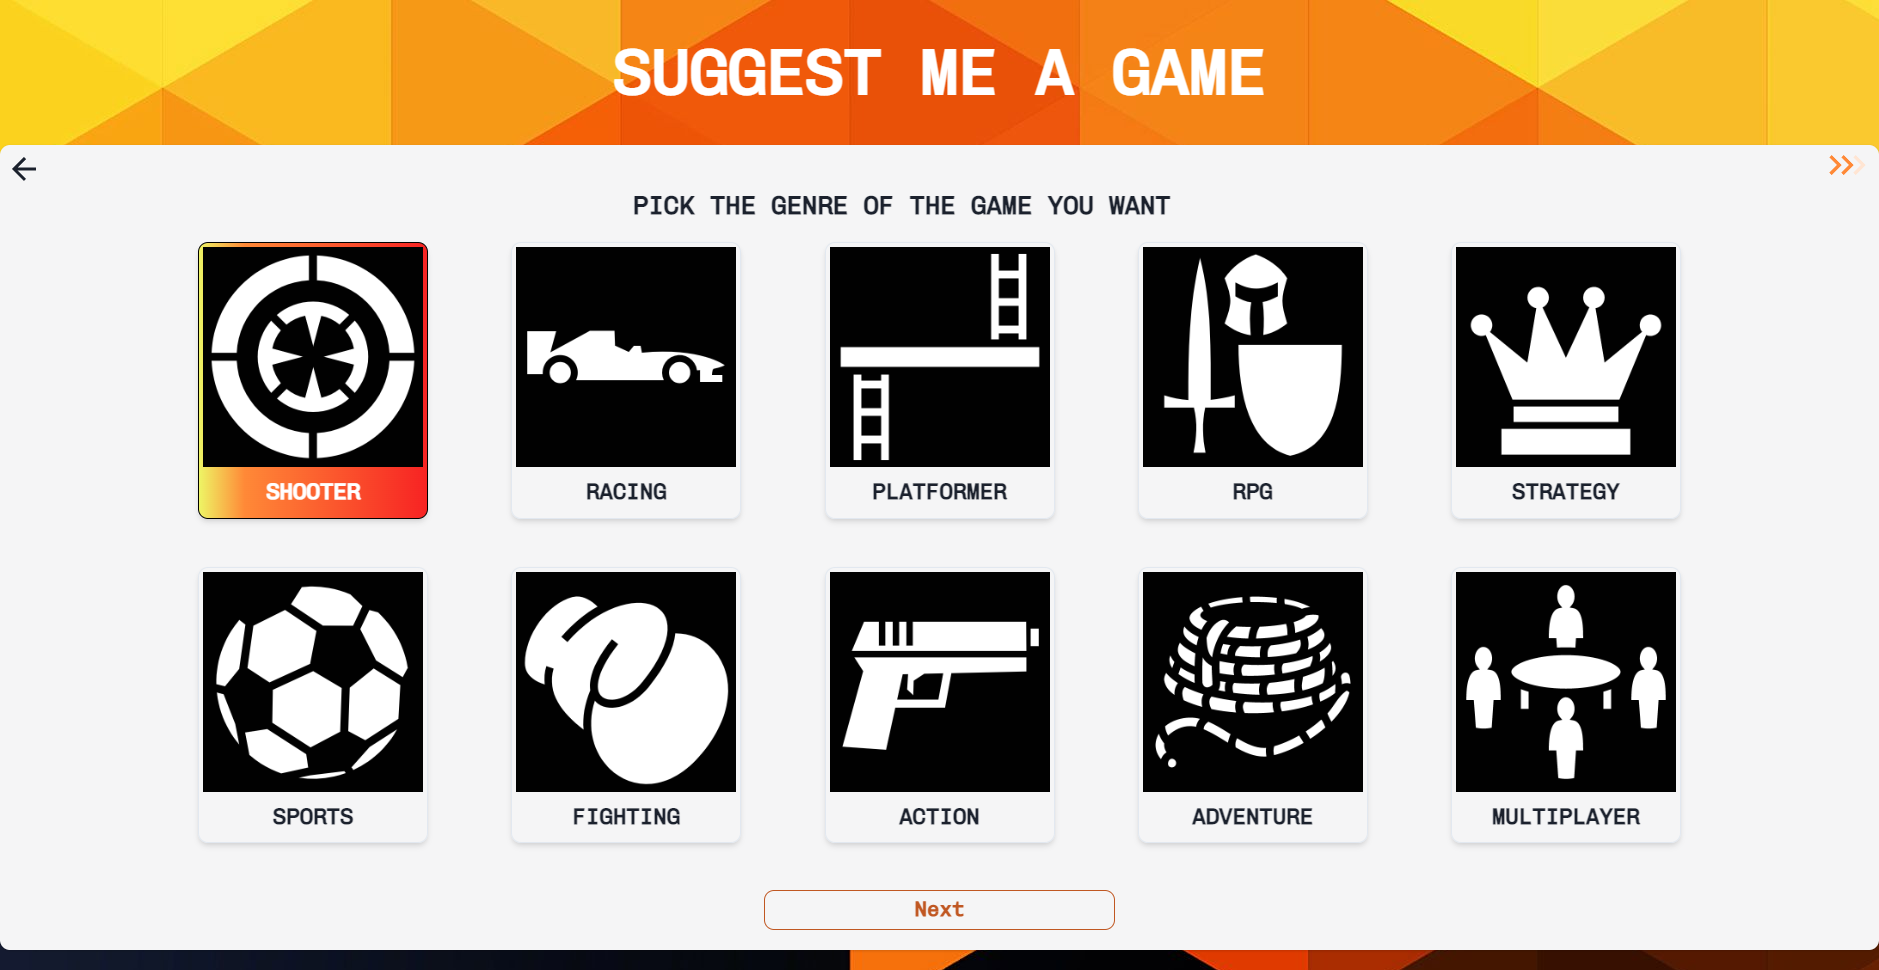 SUGGEST ME A GAME
PICK THE GENRE OF THE GAME YOU WANT
SHOOTER
RACING
PLATFORMER
RPG
STRATEGY
SPORTS
FIGHTING
ACTION
ADVENTURE
MULTIPLAYER
Next